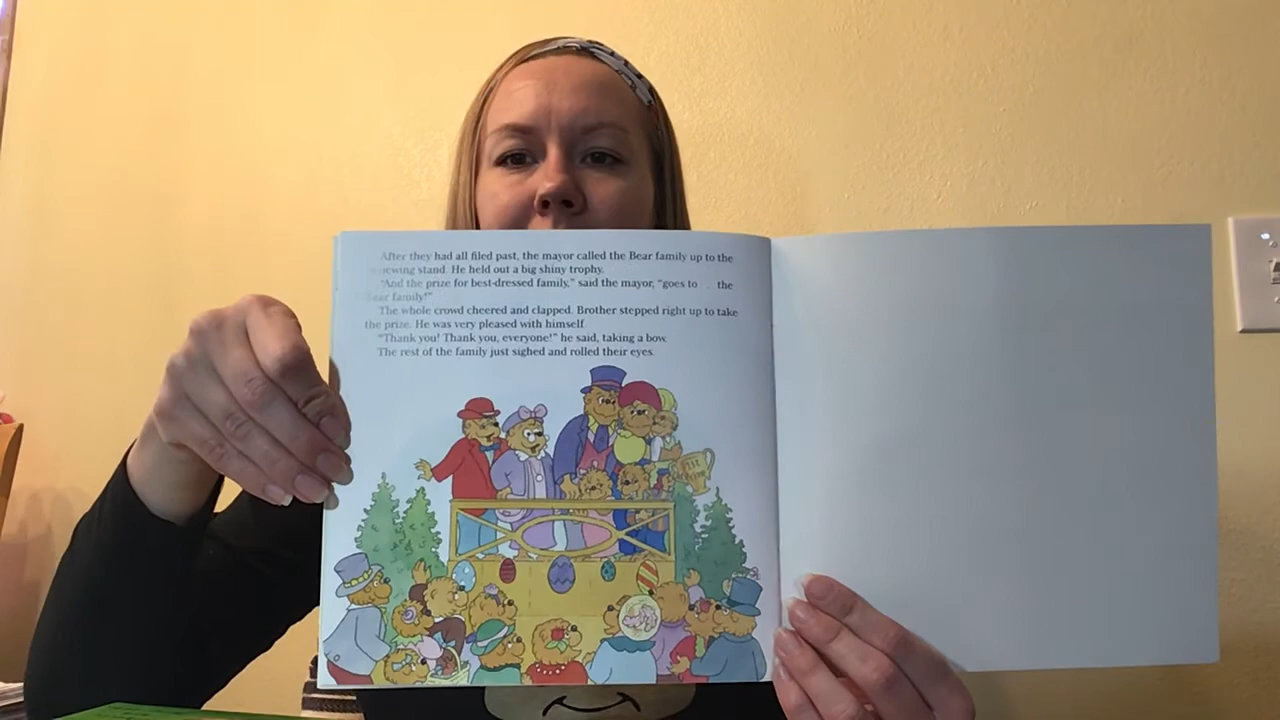 After they had all filed past, the mayor called the Bear family up to the
viewing stand. He held out a big shiny trophy.
"And the prize for best-dressed family," said the mayor, "goes to . . . the
Bear family!"
The whole crowd cheered and clapped. Brother stepped right up to take
the prize. He was very pleased with himself.
"Thank you! Thank you, everyone!" he said, taking a bow.
The rest of the family just sighed and rolled their eyes.
1ST